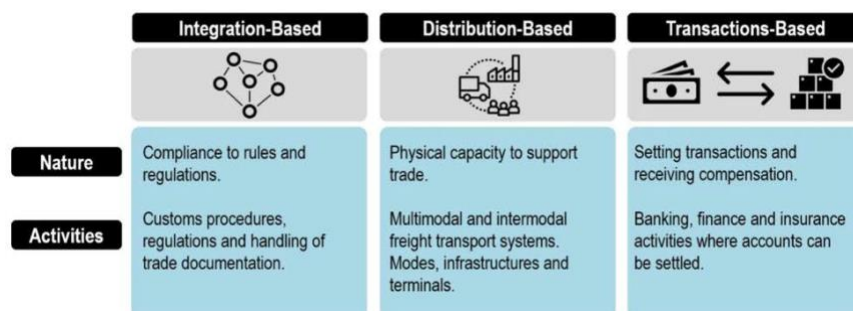 Integration-Based
Distribution-Based
Transactions-Based
Nature
Compliance to rules and
regulations.
Physical capacity to support
trade.
Setting transactions and
receiving compensation.
Activities
Customs procedures,
regulations and handling of
trade documentation.
Multimodal and intermodal
freight transport systems.
Modes, infrastructures and
terminals.
Banking, finance and insurance
activities where accounts can
be settled.